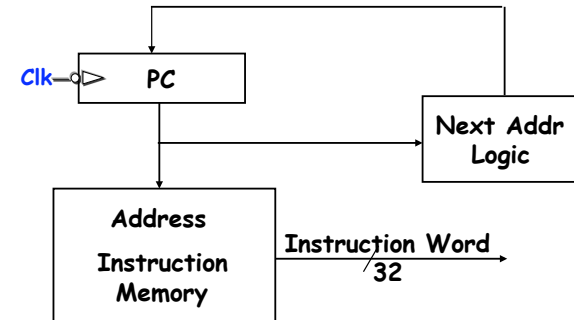 Clk
PC
Next Addr
Logic
Address
Instruction
Memory
Instruction Word
32